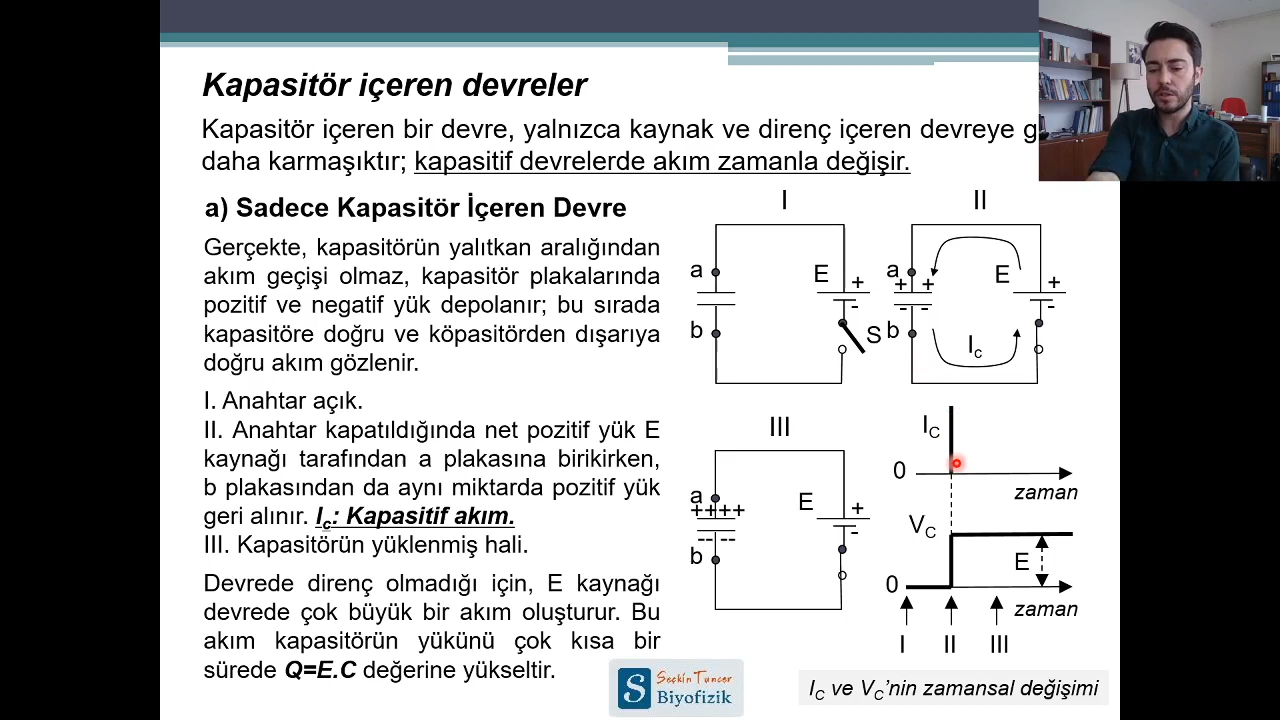 Kapasitör içeren devreler
Kapasitör içeren bir devre, yalnızca kaynak ve direnç içeren devreye g
daha karmaşıktır; kapasitif devrelerde akım zamanla değişir.
a) Sadece Kapasitör İçeren Devre
Gerçekte, kapasitörün yalıtkan aralığından
akım geçişi olmaz, kapasitör plakalarında
pozitif ve negatif yük depolanır; bu sırada
kapasitöre doğru ve köpasitörden dışarıya
doğru akım gözlenir.
I. Anahtar açık.
II. Anahtar kapatıldığında net pozitif yük E
kaynağı tarafından a plakasına birikirken,
b plakasından da aynı miktarda pozitif yük
geri alınır. Ic: Kapasitif akım.
III. Kapasitörün yüklenmiş hali.
Devrede direnç olmadığı için, E kaynağı
devrede çok büyük bir akım oluşturur. Bu
akım kapasitörün yükünü çok kısa bir
sürede Q=E.C değerine yükseltir.
I
a
E
+
-
b
S
II
a
+ +
- -
E
+
-
b
Ic
III
a
++++
-- --
E
+
-
b
IC
0
zaman
VC
E
0
zaman
I II III
IC ve VC’nin zamansal değişimi
S
Seçkin Tuncer
Biyofizik